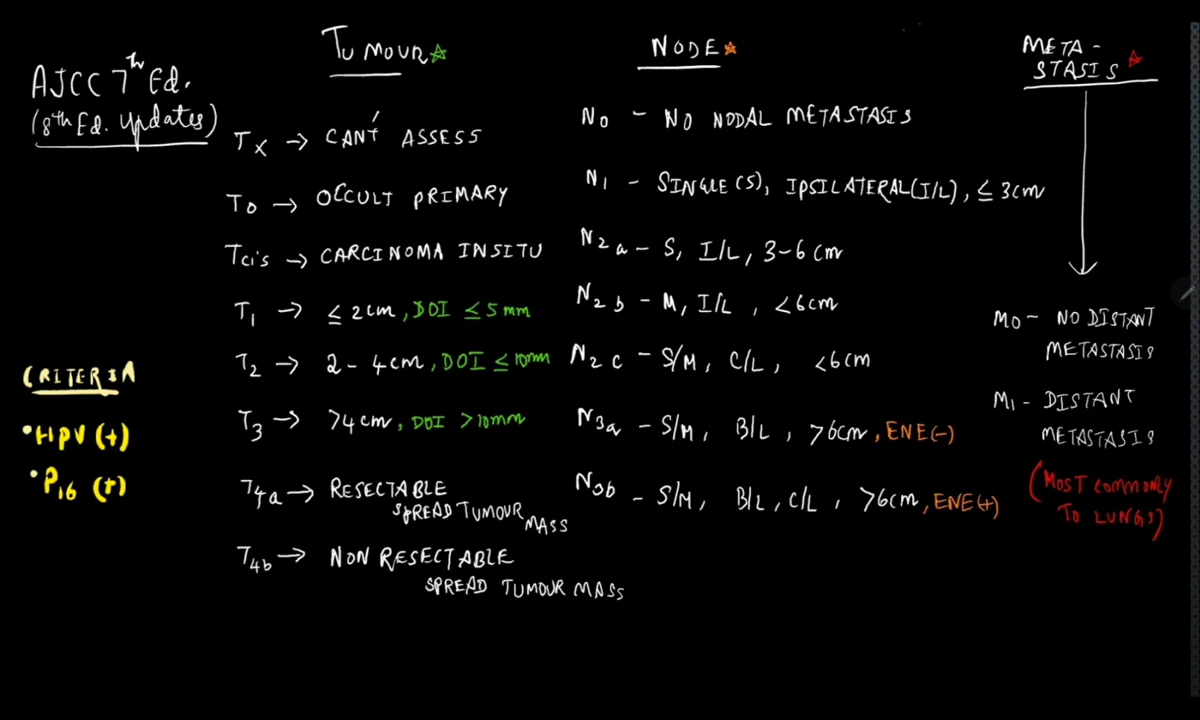 AJCC 7th Ed.
(8th Ed. updates)
CRITERIA
• HPV (+)
• P16 (+)
TUMOUR ☆
Tx → CAN'T ASSESS
T0 → OCCULT PRIMARY
Tcis → CARCINOMA INSITU
T1 → ≤ 2cm, DOI ≤ 5mm
T2 → 2 - 4cm, DOI ≤ 10mm
T3 → >4cm, DOI >10mm
T4a → RESECTABLE
SPREAD TUMOUR
MASS
T4b → NON RESECTABLE
SPREAD TUMOUR MASS
NODE ☆
N0 - NO NODAL METASTASIS
N1 - SINGLE(S), IPSILATERAL(I/L), ≤ 3cm
N2a - S, I/L, 3-6cm
N2b - M, I/L, <6cm
N2c - S/M, C/L, <6cm
N3a - S/M, B/L, >6cm, ENE(-)
N3b - S/M, B/L, C/L, >6cm, ENE(+)
META-
STASIS ☆
M0 - NO DISTANT
METASTASIS
M1 - DISTANT
METASTASIS
(MOST COMMONLY
TO LUNGS)